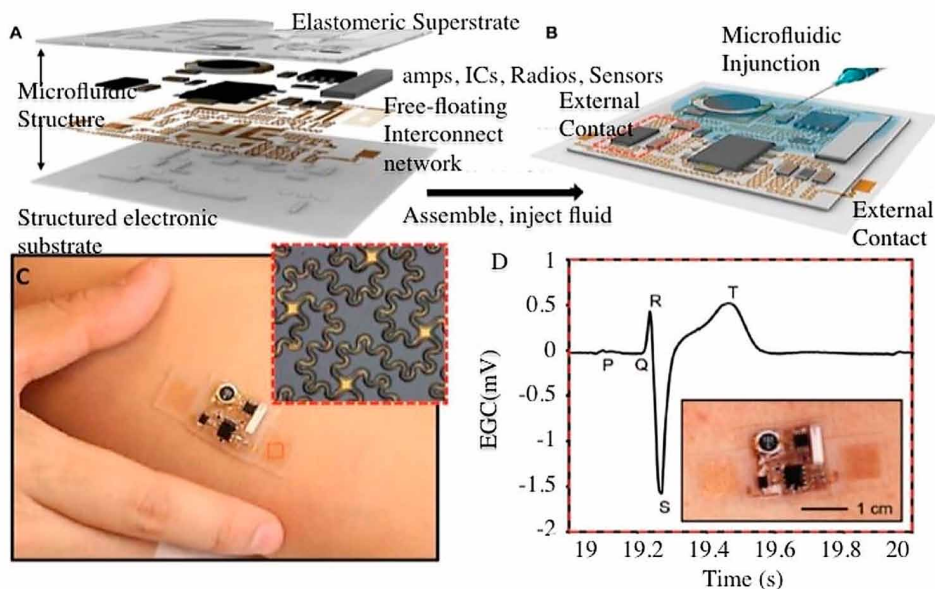 A
Elastomeric Superstrate
amps, ICs, Radios, Sensors
Microfluidic
Structure
Free-floating
Interconnect
network
Structured electronic
substrate
Assemble, inject fluid
B
Microfluidic
Injunction
External
Contact
External
Contact
C
D
EGC(mV)
1
0.5
0
-0.5
-1
-1.5
-2
P
Q
R
S
T
1 cm
19
19.2
19.4
19.6
19.8
20
Time (s)